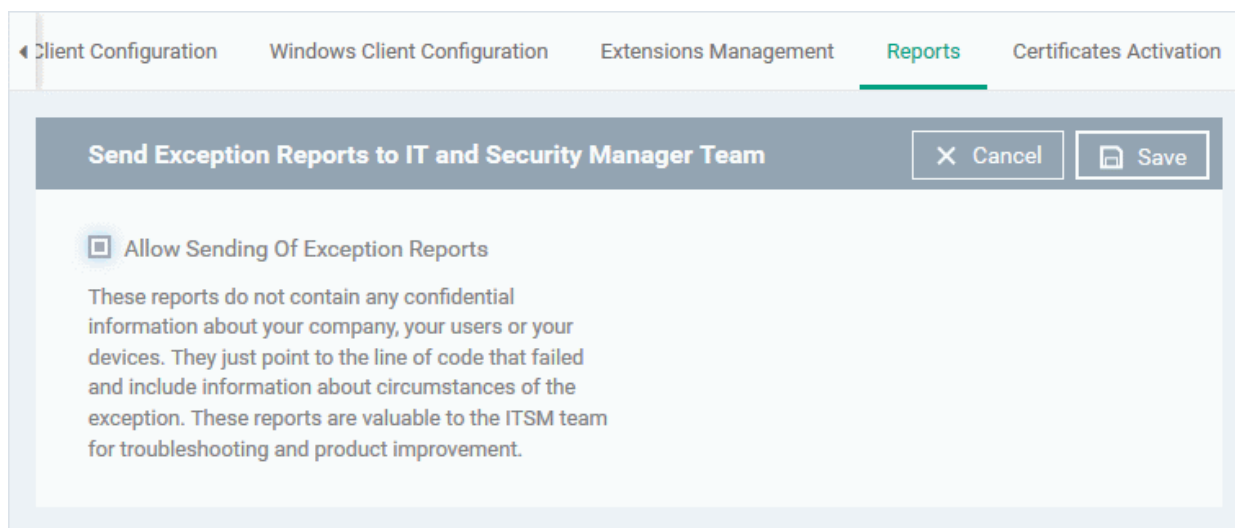 Client Configuration Windows Client Configuration Extensions Management Reports Certificates Activation
Send Exception Reports to IT and Security Manager Team Cancel Save
Allow Sending Of Exception Reports
These reports do not contain any confidential
information about your company, your users or your
devices. They just point to the line of code that failed
and include information about circumstances of the
exception. These reports are valuable to the ITSM team
for troubleshooting and product improvement.